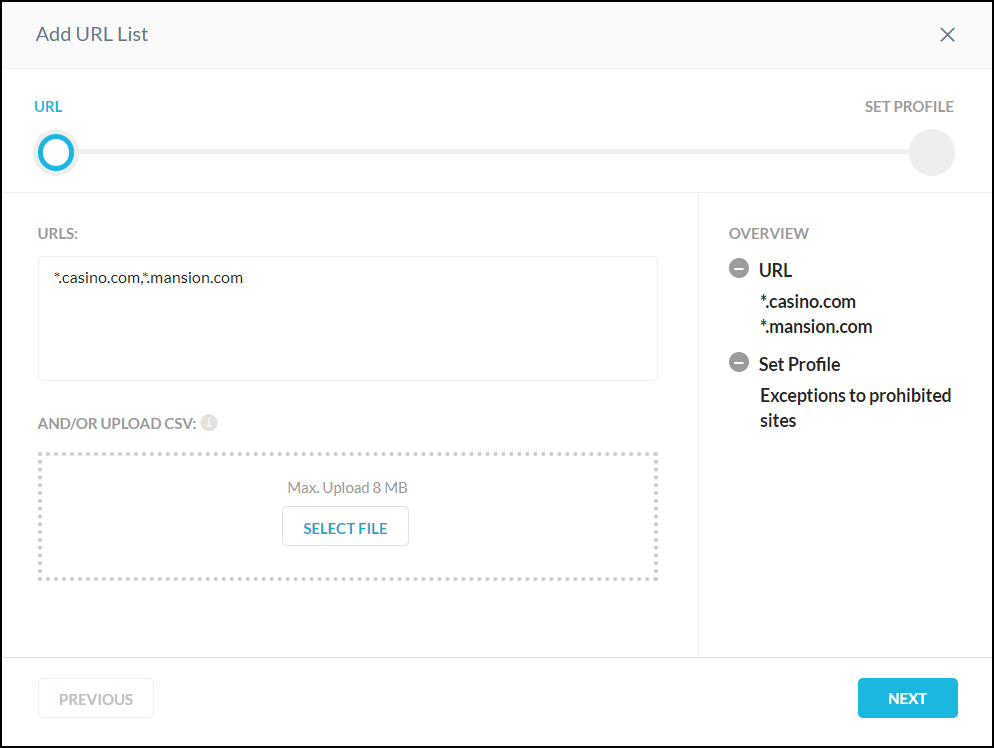 Add URL List
URL
SET PROFILE
URLS:
*.casino.com,*.mansion.com
AND/OR UPLOAD CSV:
Max. Upload 8 MB
SELECT FILE
OVERVIEW
URL
*.casino.com
*.mansion.com
Set Profile
Exceptions to prohibited
sites
PREVIOUS
NEXT